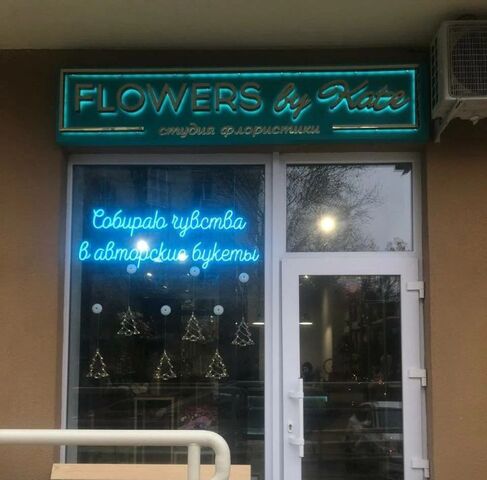 FLOWERS by Kate
студия флористики
Собираю чувства
в авторские букеты